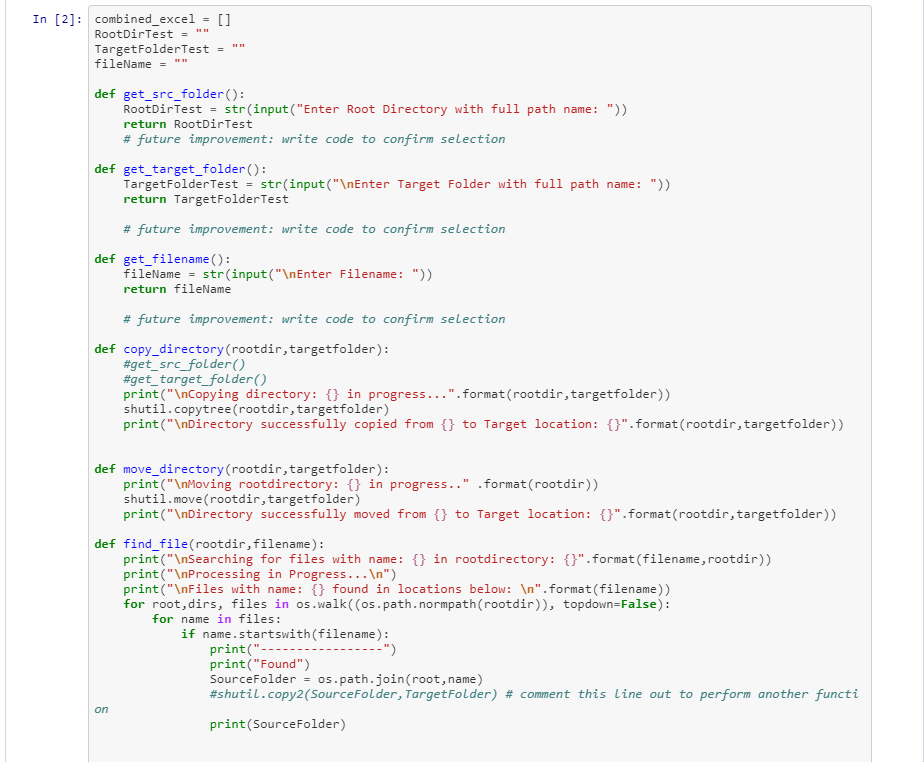 In [2]: combined_excel = []
RootDirTest = ""
TargetFolderTest = ""
fileName = ""

def get_src_folder():
    RootDirTest = str(input("Enter Root Directory with full path name: "))
    return RootDirTest
    # future improvement: write code to confirm selection

def get_target_folder():
    TargetFolderTest = str(input("\nEnter Target Folder with full path name: "))
    return TargetFolderTest

    # future improvement: write code to confirm selection

def get_filename():
    fileName = str(input("\nEnter Filename: "))
    return fileName

    # future improvement: write code to confirm selection

def copy_directory(rootdir,targetfolder):
    #get_src_folder()
    #get_target_folder()
    print("\nCopying directory: {} in progress...".format(rootdir,targetfolder))
    shutil.copytree(rootdir,targetfolder)
    print("\nDirectory successfully copied from {} to Target location: {}".format(rootdir,targetfolder))


def move_directory(rootdir,targetfolder):
    print("\nMoving rootdirectory: {} in progress.." .format(rootdir))
    shutil.move(rootdir,targetfolder)
    print("\nDirectory successfully moved from {} to Target location: {}".format(rootdir,targetfolder))

def find_file(rootdir,filename):
    print("\nSearching for files with name: {} in rootdirectory: {}".format(filename,rootdir))
    print("\nProcessing in Progress...\n")
    print("\nFiles with name: {} found in locations below: \n".format(filename))
    for root,dirs, files in os.walk((os.path.normpath(rootdir)), topdown=False):
        for name in files:
            if name.startswith(filename):
                print("-----------------")
                print("Found")
                SourceFolder = os.path.join(root,name)
                #shutil.copy2(SourceFolder,TargetFolder) # comment this line out to perform another functi
on
                print(SourceFolder)